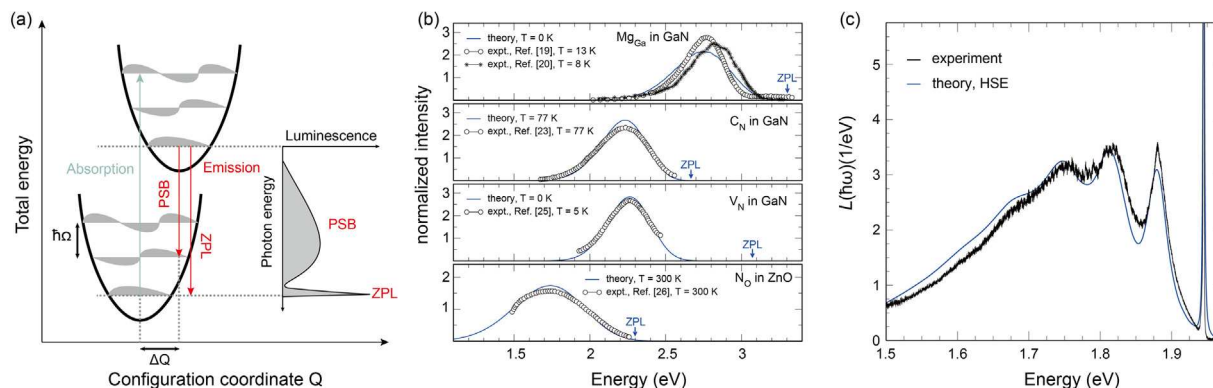 (a)
Total energy
Absorption
PSB
Emission
ZPL
ħΩ
ΔQ
Configuration coordinate Q
Luminescence
Photon energy
PSB
ZPL
(b)
normalized intensity
3
2
1
theory, T = 0 K
expt., Ref. [19], T = 13 K
expt., Ref. [20], T = 8 K
Mg_Ga in GaN
ZPL
3
2
1
theory, T = 77 K
expt., Ref. [23], T = 77 K
C_N in GaN
ZPL
3
2
1
theory, T = 0 K
expt., Ref. [25], T = 5 K
V_N in GaN
ZPL
2
1
theory, T = 300 K
expt., Ref. [26], T = 300 K
N_O in ZnO
ZPL
1.5 2 2.5 3
Energy (eV)
(c)
L(ħω)(1/eV)
5
4
3
2
1
0
experiment
theory, HSE
1.5 1.6 1.7 1.8 1.9
Energy (eV)